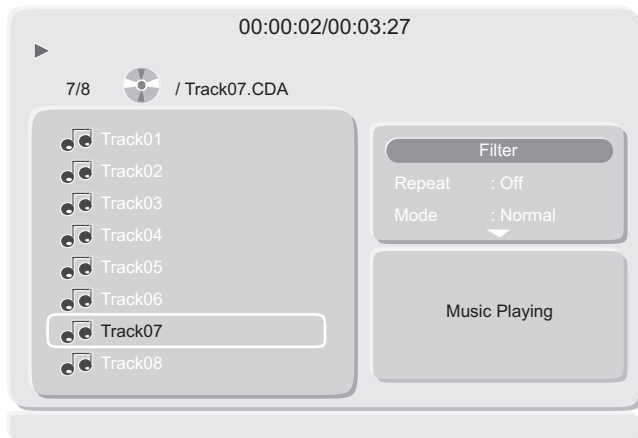 00:00:02/00:03:27
7/8 / Track07.CDA
Track01
Track02
Track03
Track04
Track05
Track06
Track07
Track08
Filter
Repeat : Off
Mode : Normal
Music Playing